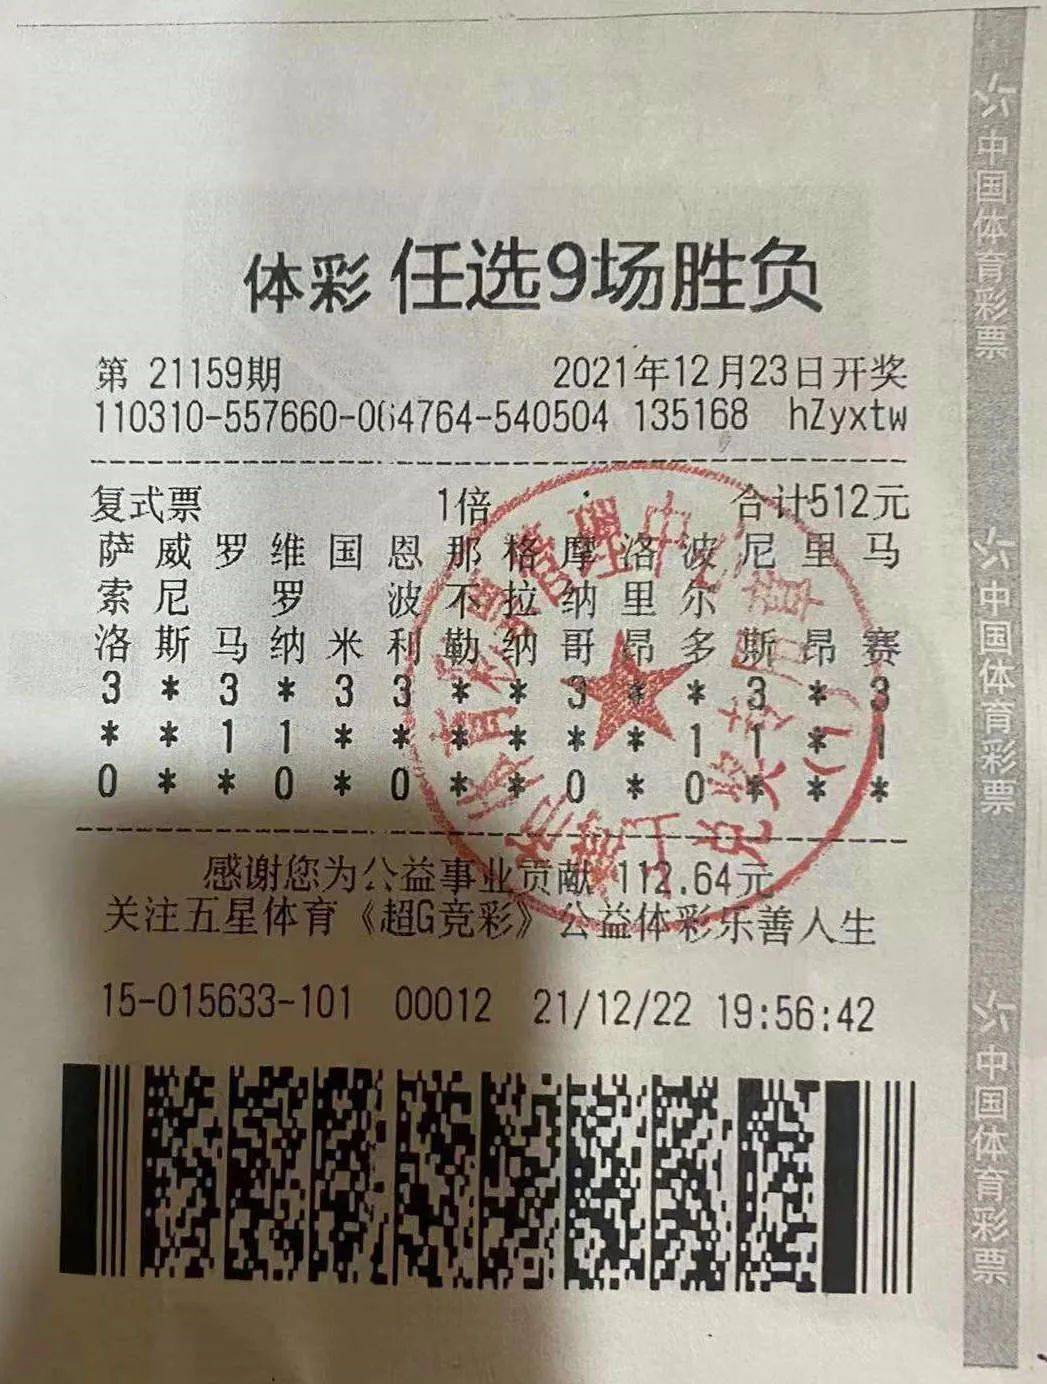 体彩 任选9场胜负
第 21159期 2021年12月23日开奖
110310-557660-064764-540504 135168 hZyxtw
复式票 1倍 合计512元
萨 威 罗 维 国 恩 那 格 摩 洛 波 尼 里 马
索 尼 罗 波 不 拉 纳 里 尔
洛 斯 马 纳 米 利 勒 纳 哥 昂 多 斯 昂 赛
3 * 3 * 3 3 * * 3 * * 3 * 3
* * 1 1 * * * * * * 1 1 * 1
0 * * 0 * 0 * * 0 * 0 * * *
感谢您为公益事业贡献 112.64元
关注五星体育《超G竞彩》 公益体彩乐善人生
15-015633-101 00012 21/12/22 19:56:42
中国体育彩票
中国体育彩票
中国体育彩票